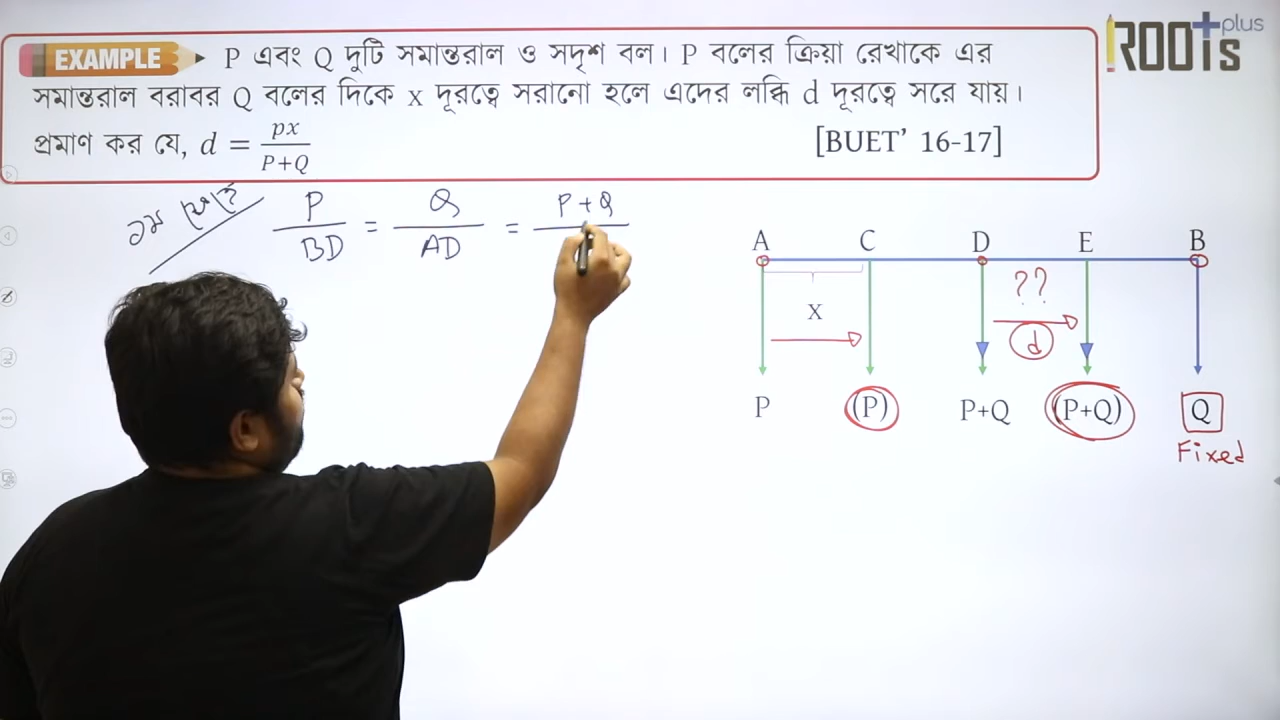 ROOTs plus
EXAMPLE P এবং Q দুটি সমান্তরাল ও সদৃশ বল। P বলের ক্রিয়া রেখাকে এর
সমান্তরাল বরাবর Q বলের দিকে x দূরত্বে সরানো হলে এদের লব্ধি d দূরত্বে সরে যায়।
প্রমাণ কর যে, d = px/P+Q [BUET’ 16-17]
১ম ক্ষেত্রে P/BD = Q/AD = P+Q
A C D E B
x ?? d
P (P) P+Q (P+Q) Q
Fixed